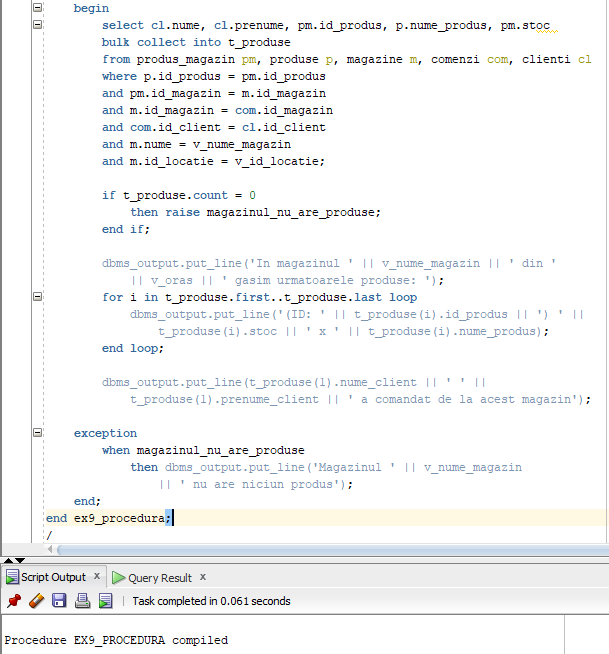 begin
select cl.nume, cl.prenume, pm.id_produs, p.nume_produs, pm.stoc
bulk collect into t_produse
from produs_magazin pm, produse p, magazine m, comenzi com, clienti cl
where p.id_produs = pm.id_produs
and pm.id_magazin = m.id_magazin
and m.id_magazin = com.id_magazin
and com.id_client = cl.id_client
and m.nume = v_nume_magazin
and m.id_locatie = v_id_locatie;
if t_produse.count = 0
then raise magazinul_nu_are_produse;
end if;
dbms_output.put_line('In magazinul ' || v_nume_magazin || ' din '
|| v_oras || ' gasim urmatoarele produse: ');
for i in t_produse.first..t_produse.last loop
dbms_output.put_line('(ID: ' || t_produse(i).id_produs || ') ' ||
t_produse(i).stoc || ' x ' || t_produse(i).nume_produs);
end loop;
dbms_output.put_line(t_produse(1).nume_client || ' ' ||
t_produse(1).prenume_client || ' a comandat de la acest magazin');
exception
when magazinul_nu_are_produse
then dbms_output.put_line('Magazinul ' || v_nume_magazin
|| ' nu are niciun produs');
end;
end ex9_procedura;
/
Script Output x Query Result x
Task completed in 0.061 seconds
Procedure EX9_PROCEDURA compiled